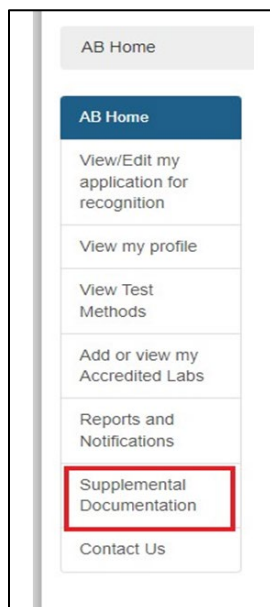 AB Home
AB Home
View/Edit my
application for
recognition
View my profile
View Test
Methods
Add or view my
Accredited Labs
Reports and
Notifications
Supplemental
Documentation
Contact Us